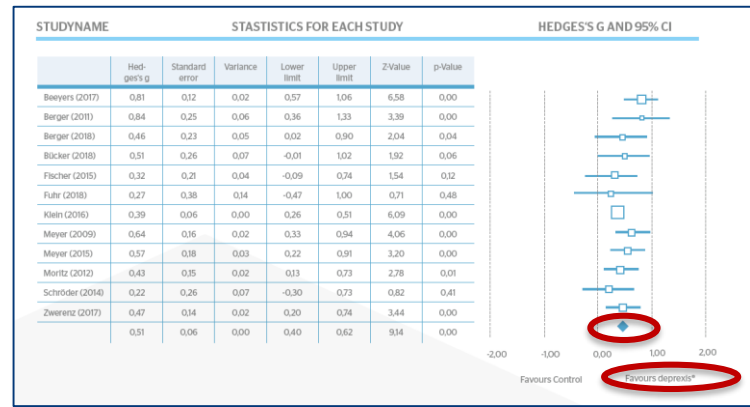 STUDYNAME STASTISTICS FOR EACH STUDY HEDGES'S G AND 95% CI
Hed-ges's g Standard error Variance Lower limit Upper limit Z-Value p-Value
Beeyers (2017) 0,81 0,12 0,02 0,57 1,06 6,58 0,00
Berger (2011) 0,84 0,25 0,06 0,36 1,33 3,39 0,00
Berger (2018) 0,46 0,23 0,05 0,02 0,90 2,04 0,04
Bücker (2018) 0,51 0,26 0,07 -0,01 1,02 1,92 0,06
Fischer (2015) 0,32 0,21 0,04 -0,09 0,74 1,54 0,12
Fuhr (2018) 0,27 0,38 0,14 -0,47 1,00 0,71 0,48
Klein (2016) 0,39 0,06 0,00 0,26 0,51 6,09 0,00
Meyer (2009) 0,64 0,16 0,02 0,33 0,94 4,06 0,00
Meyer (2015) 0,57 0,18 0,03 0,22 0,91 3,20 0,00
Moritz (2012) 0,43 0,15 0,02 0,13 0,73 2,78 0,01
Schröder (2014) 0,22 0,26 0,07 -0,30 0,73 0,82 0,41
Zwerenz (2017) 0,47 0,14 0,02 0,20 0,74 3,44 0,00
0,51 0,06 0,00 0,40 0,62 9,14 0,00
-2,00 -1,00 0,00 1,00 2,00
Favours Control Favours deprexis®